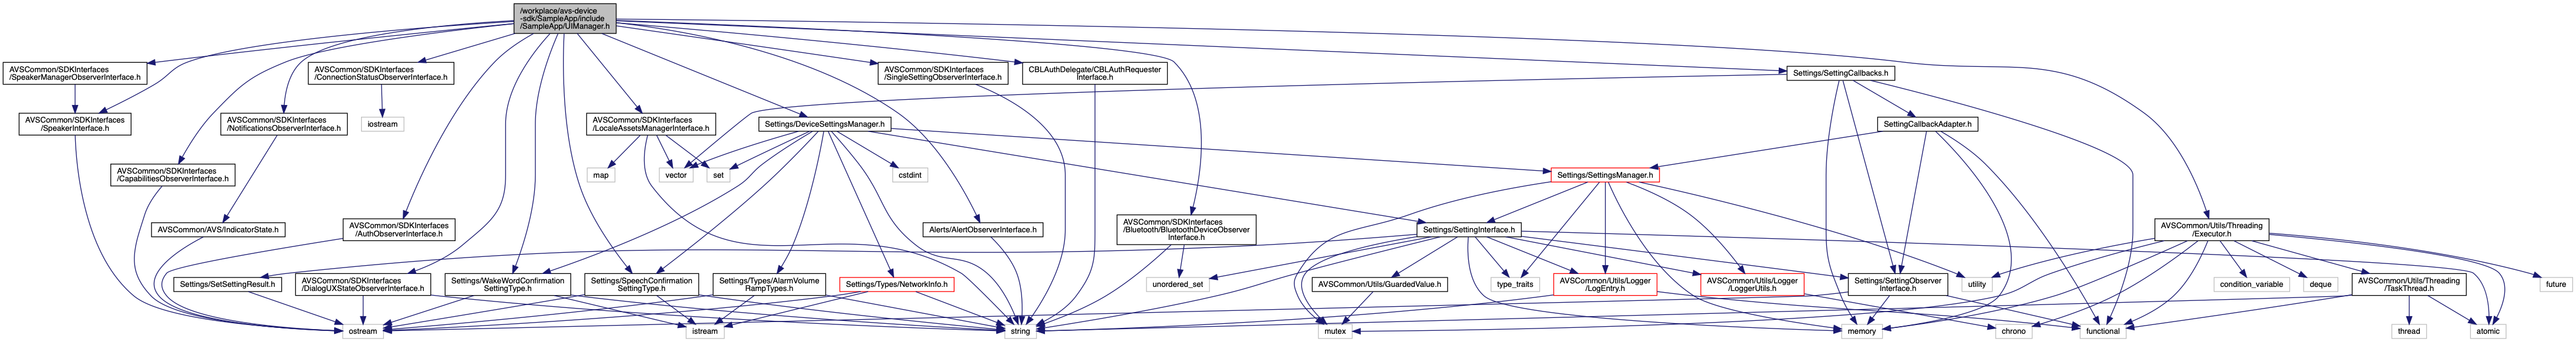 /workplace/avs-device
-sdk/SampleApp/include
/SampleApp/UIManager.h
AVSCommon/SDKInterfaces
/SpeakerManagerObserverInterface.h
AVSCommon/SDKInterfaces
/ConnectionStatusObserverInterface.h
AVSCommon/SDKInterfaces
/SingleSettingObserverInterface.h
CBLAuthDelegate/CBLAuthRequester
Interface.h
Settings/SettingCallbacks.h
AVSCommon/SDKInterfaces
/SpeakerInterface.h
AVSCommon/SDKInterfaces
/NotificationsObserverInterface.h
iostream
AVSCommon/SDKInterfaces
/LocaleAssetsManagerInterface.h
Settings/DeviceSettingsManager.h
SettingCallbackAdapter.h
AVSCommon/SDKInterfaces
/CapabilitiesObserverInterface.h
map
vector
set
cstdint
Settings/SettingsManager.h
AVSCommon/AVS/IndicatorState.h
AVSCommon/SDKInterfaces
/AuthObserverInterface.h
Alerts/AlertObserverInterface.h
AVSCommon/SDKInterfaces
/Bluetooth/BluetoothDeviceObserver
Interface.h
Settings/SettingInterface.h
AVSCommon/Utils/Threading
/Executor.h
Settings/SetSettingResult.h
AVSCommon/SDKInterfaces
/DialogUXStateObserverInterface.h
Settings/WakeWordConfirmation
SettingType.h
Settings/SpeechConfirmation
SettingType.h
Settings/Types/AlarmVolume
RampTypes.h
Settings/Types/NetworkInfo.h
unordered_set
AVSCommon/Utils/GuardedValue.h
type_traits
AVSCommon/Utils/Logger
/LogEntry.h
AVSCommon/Utils/Logger
/LoggerUtils.h
Settings/SettingObserver
Interface.h
utility
condition_variable
deque
AVSCommon/Utils/Threading
/TaskThread.h
future
ostream
istream
string
mutex
memory
chrono
functional
thread
atomic